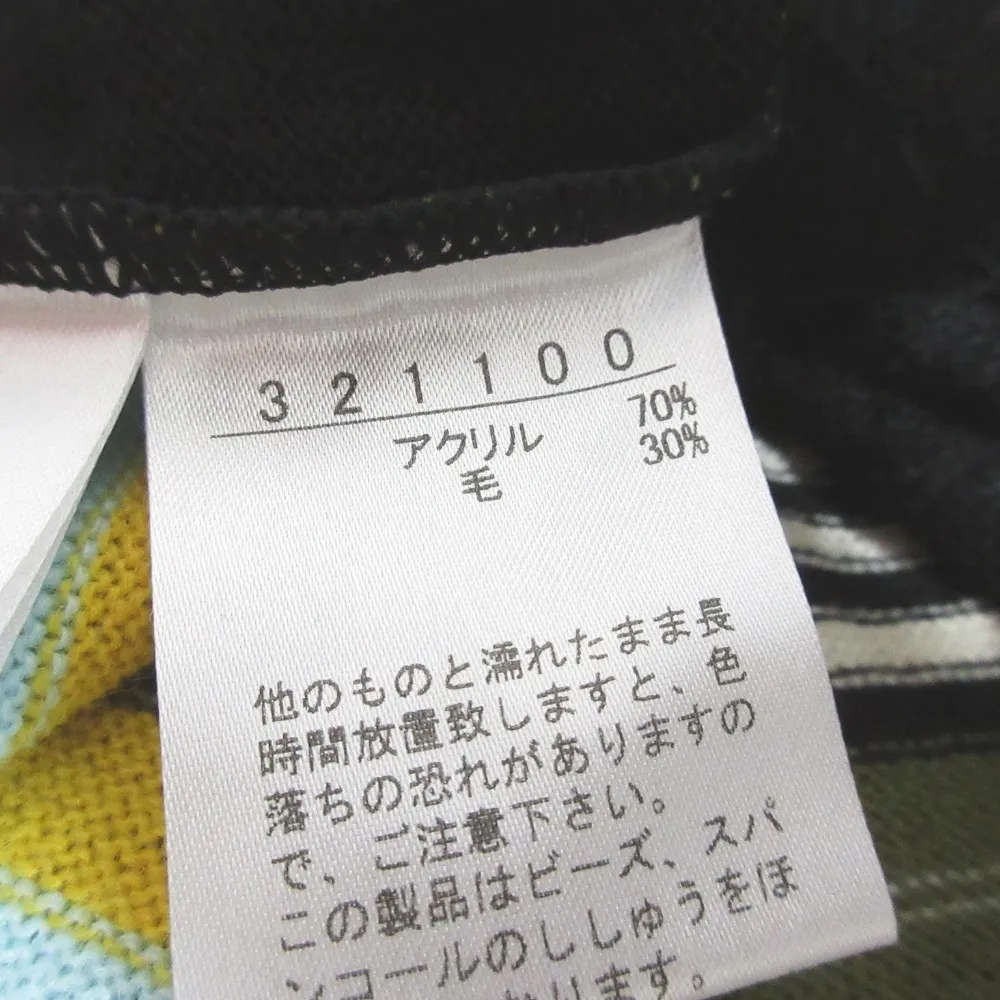 321100
アクリル 70%
毛 30%
他のものと濡れたまま長
時間放置致しますと、色
落ちの恐れがありますの
で、ご注意下さい。
この製品はビーズ、スパ
ンコールのししゅうをほ
ります。